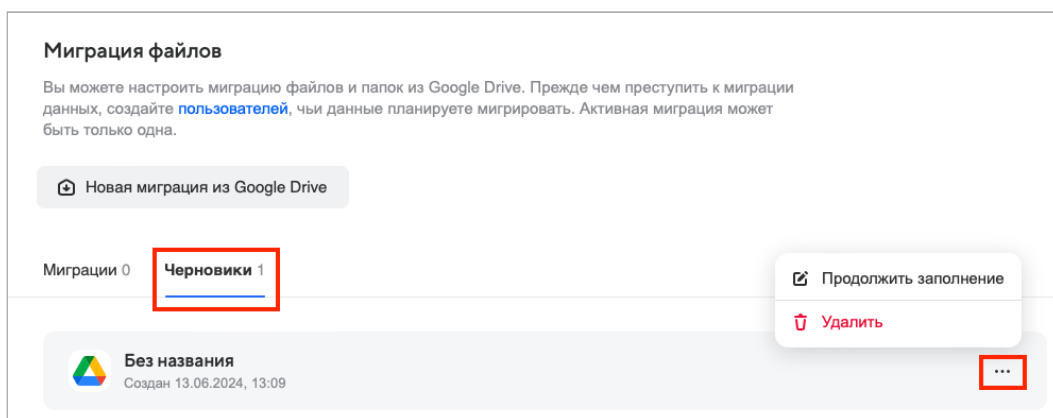 Миграция файлов
Вы можете настроить миграцию файлов и папок из Google Drive. Прежде чем преступить к миграции
данных, создайте пользователей, чьи данные планируете мигрировать. Активная миграция может
быть только одна.
Новая миграция из Google Drive
Миграции 0 Черновики 1
Продолжить заполнение
Удалить
Без названия
Создан 13.06.2024, 13:09